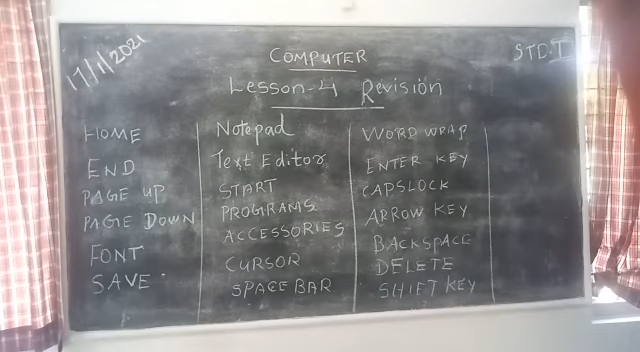 17/1/2021
COMPUTER
STD:I
Lesson-4 Revision
HOME
END
PAGE UP
PAGE DOWN
FONT
SAVE
Notepad
Text Editor
START
PROGRAMS
ACCESSORIES
CURSOR
SPACE BAR
WORD WRAP
ENTER KEY
CAPSLOCK
ARROW KEY
BACKSPACE
DELETE
SHIFT KEY